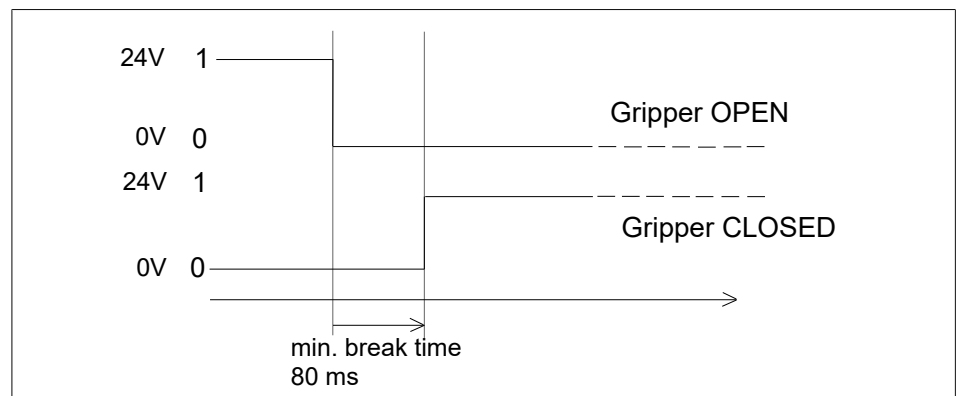 24V 1
Gripper OPEN
0V 0
24V 1
Gripper CLOSED
0V 0
min. break time
80 ms